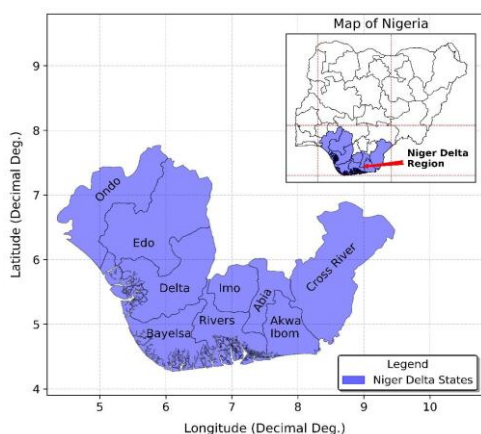 Map of Nigeria
Niger Delta
Region
9
8
7
6
5
4
Latitude (Decimal Deg.)
Ondo
Edo
Delta
Bayelsa
Imo
Rivers
Abia
Akwa
Ibom
Cross River
Legend
Niger Delta States
5
6
7
8
9
10
Longitude (Decimal Deg.)